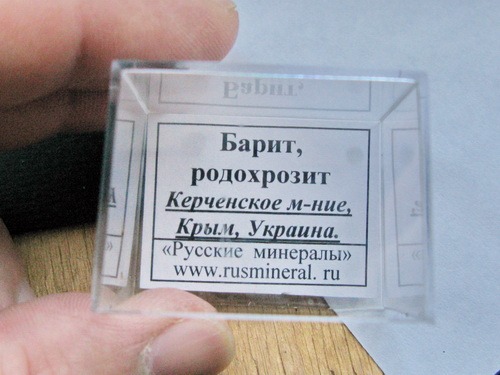 Барит,
родохрозит
Керченское м-ние,
Крым, Украина.
«Русские минералы»
www.rusmineral. ru